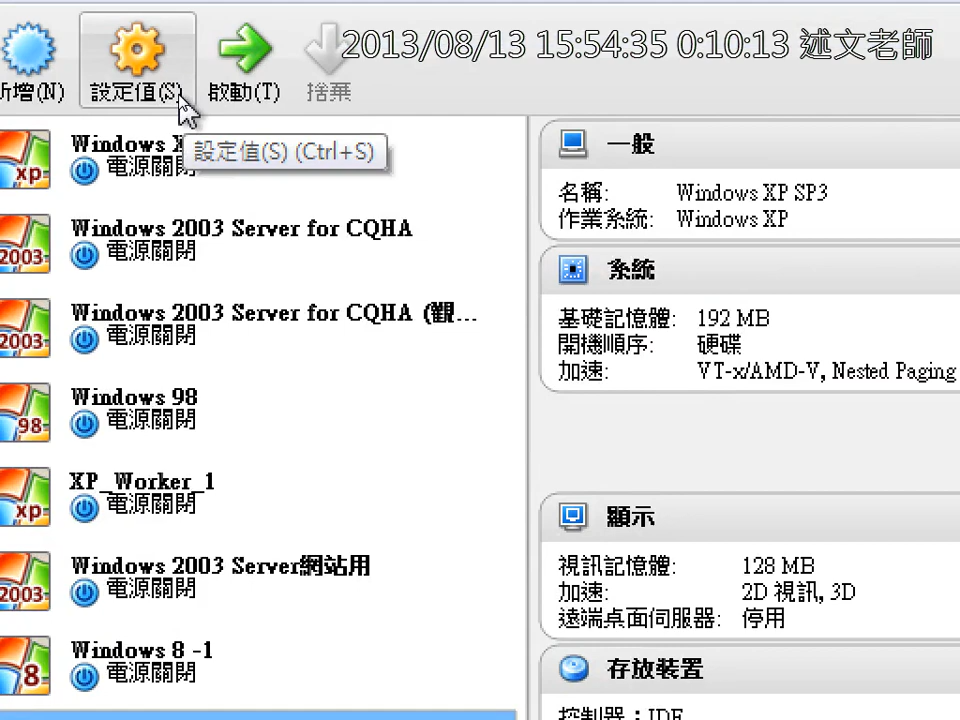 2013/08/13 15:54:35 0:10:13 述文老師
新增(N) 設定值(S) 啟動(T) 捨棄
設定值(S) (Ctrl+S)
xp Windows X
電源關閉
2003 Windows 2003 Server for CQHA
電源關閉
2003 Windows 2003 Server for CQHA (觀...
電源關閉
98 Windows 98
電源關閉
xp XP_Worker_1
電源關閉
2003 Windows 2003 Server網站用
電源關閉
8 Windows 8 -1
電源關閉
一般
名稱: Windows XP SP3
作業系統: Windows XP
系統
基礎記憶體: 192 MB
開機順序: 硬碟
加速: VT-x/AMD-V, Nested Paging
顯示
視訊記憶體: 128 MB
加速: 2D 視訊, 3D
遠端桌面伺服器: 停用
存放裝置
控制器：IDE